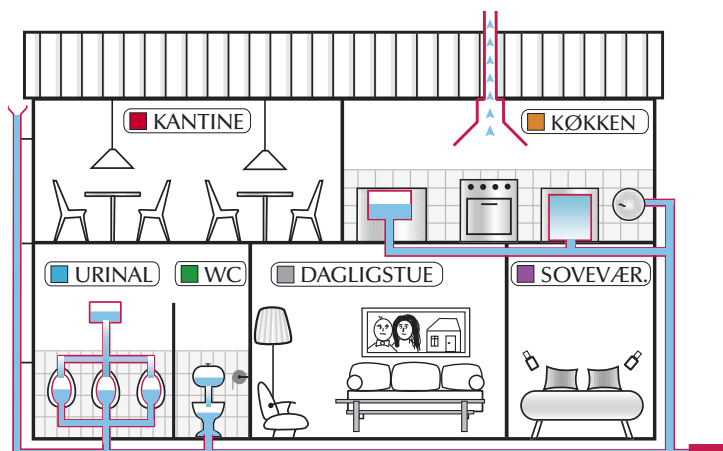 KANTINE
KØKKEN
URINAL
WC
DAGLIGSTUE
SOVEVÆR.